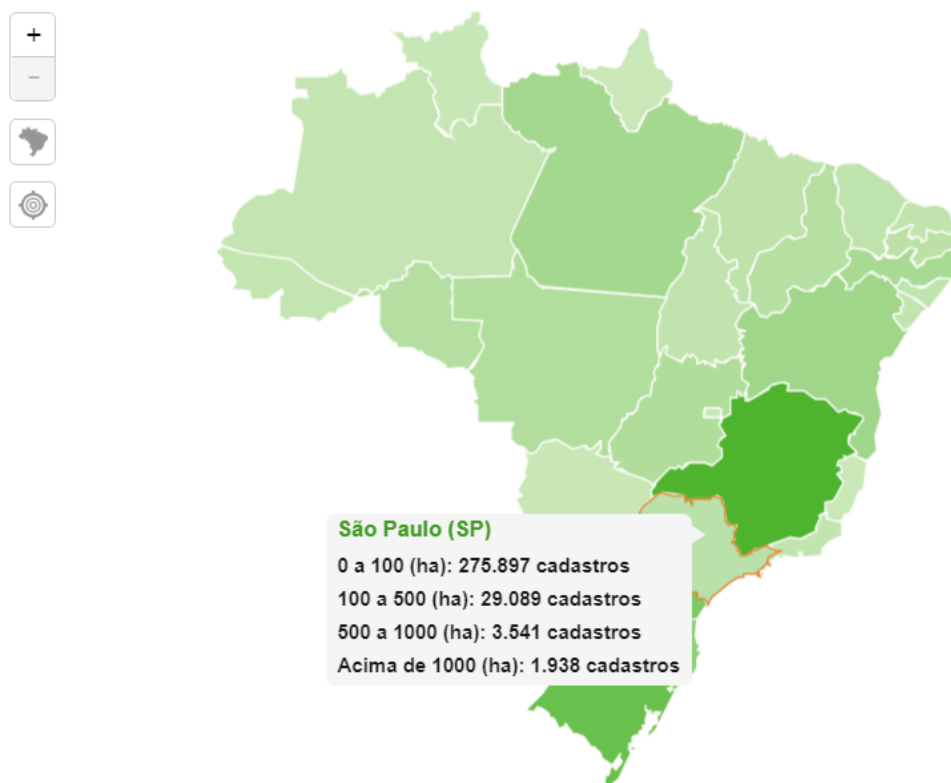 +
−
São Paulo (SP)
0 a 100 (ha): 275.897 cadastros
100 a 500 (ha): 29.089 cadastros
500 a 1000 (ha): 3.541 cadastros
Acima de 1000 (ha): 1.938 cadastros